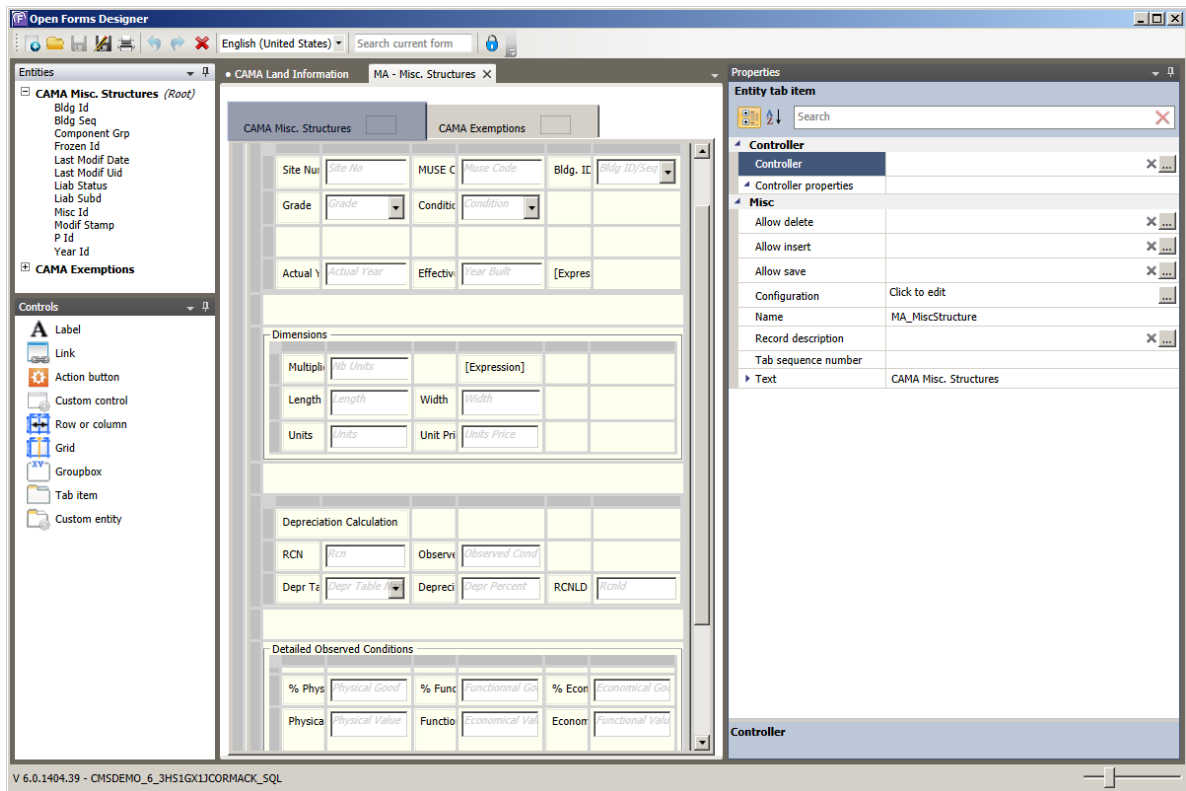 Open Forms Designer
English (United States) Search current form
Entities
CAMA Misc. Structures (Root)
Bldg Id
Bldg Seq
Component Grp
Frozen Id
Last Modif Date
Last Modif Uid
Liab Status
Liab Subd
Misc Id
Modif Stamp
P Id
Year Id
CAMA Exemptions
Controls
Label
Link
Action button
Custom control
Row or column
Grid
XY
Groupbox
Tab item
Custom entity
CAMA Land Information MA - Misc. Structures
CAMA Misc. Structures CAMA Exemptions
Site Nu Site No MUSE C Muse Code Bldg. ID Bldg ID/Seq
Grade Grade Conditic Condition
Actual Y Actual Year Effectiv Year Built [Expres
Dimensions
Multipli Nb Units [Expression]
Length Length Width Width
Units Units Unit Pri Units Price
Depreciation Calculation
RCN Rcn Observe Observed Cond
Depr Ta Depr Table N Depreci Depr Percent RCNLD Rcnld
Detailed Observed Conditions
% Phys Physical Good % Func Functionnal Go % Econ Economical Goo
Physica Physical Value Functio Economical Val Econom Functional Valu
Properties
Entity tab item
Search
Controller
Controller
Controller properties
Misc
Allow delete
Allow insert
Allow save
Configuration Click to edit
Name MA_MiscStructure
Record description
Tab sequence number
Text CAMA Misc. Structures
Controller
V 6.0.1404.39 - CMSDEMO_6_3HS1GX1JCORMACK_SQL